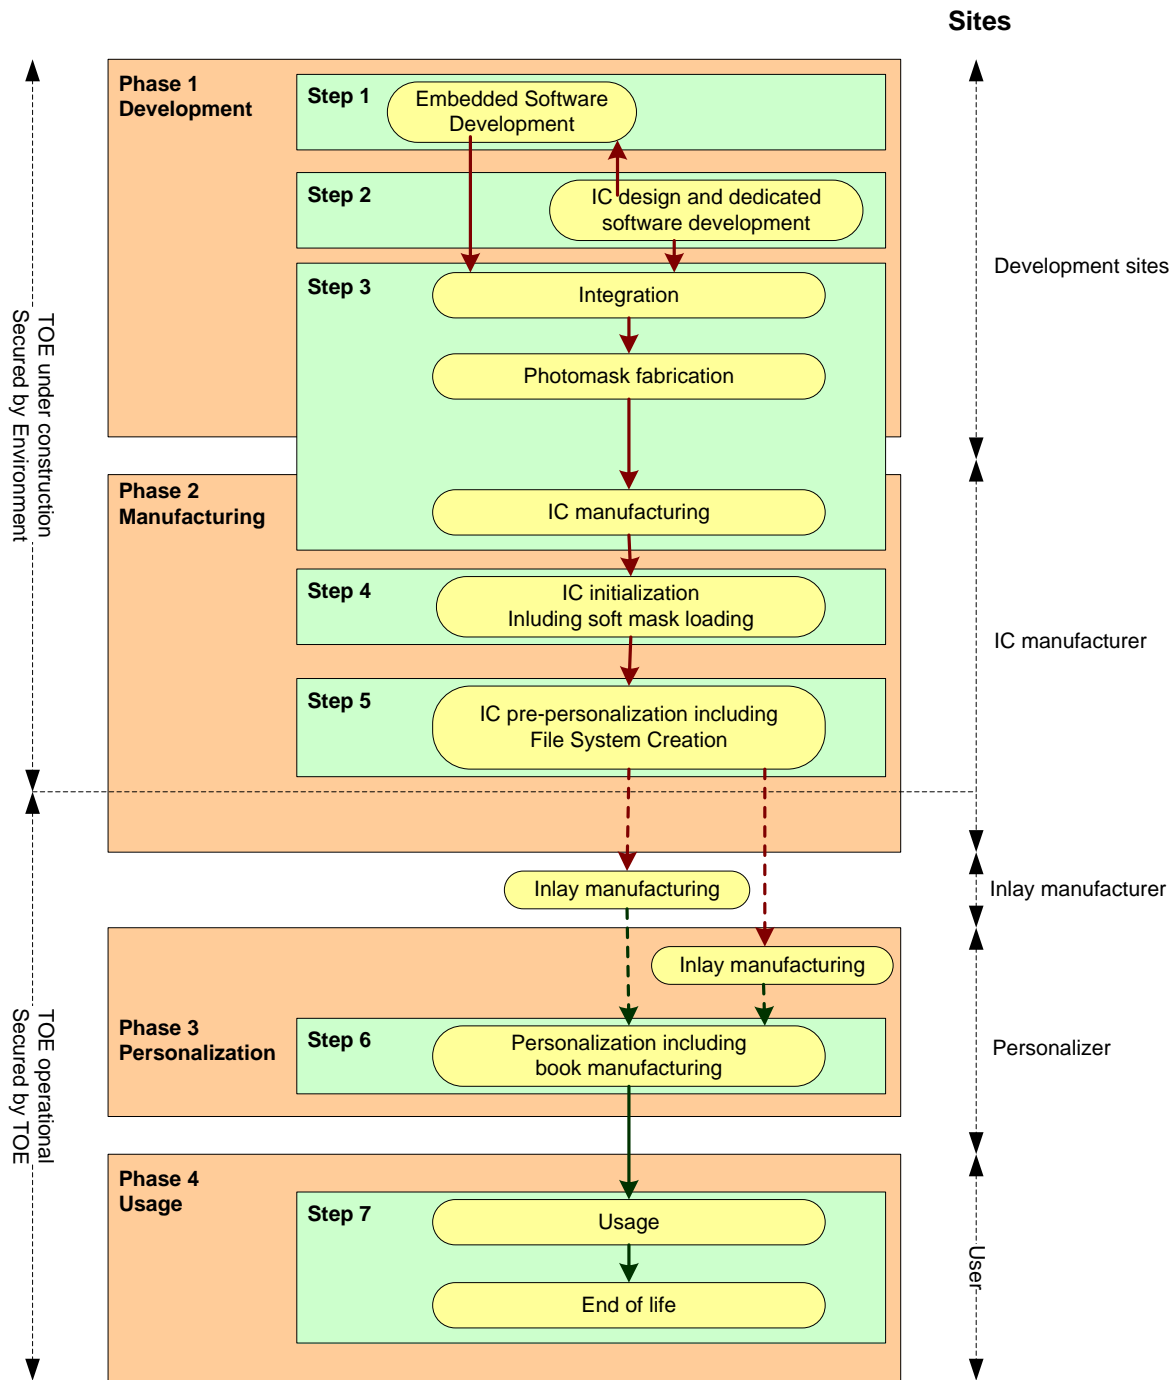 Sites
Phase 1
Development
Step 1
Embedded Software
Development
Step 2
IC design and dedicated
software development
Step 3
Integration
Photomask fabrication
Development sites
TOE under construction
Secured by Environment
Phase 2
Manufacturing
IC manufacturing
Step 4
IC initialization
Inluding soft mask loading
IC manufacturer
Step 5
IC pre-personalization including
File System Creation
Inlay manufacturing
Inlay manufacturer
Inlay manufacturing
Phase 3
Personalization
Step 6
Personalization including
book manufacturing
Personalizer
TOE operational
Secured by TOE
Phase 4
Usage
Step 7
Usage
End of life
User